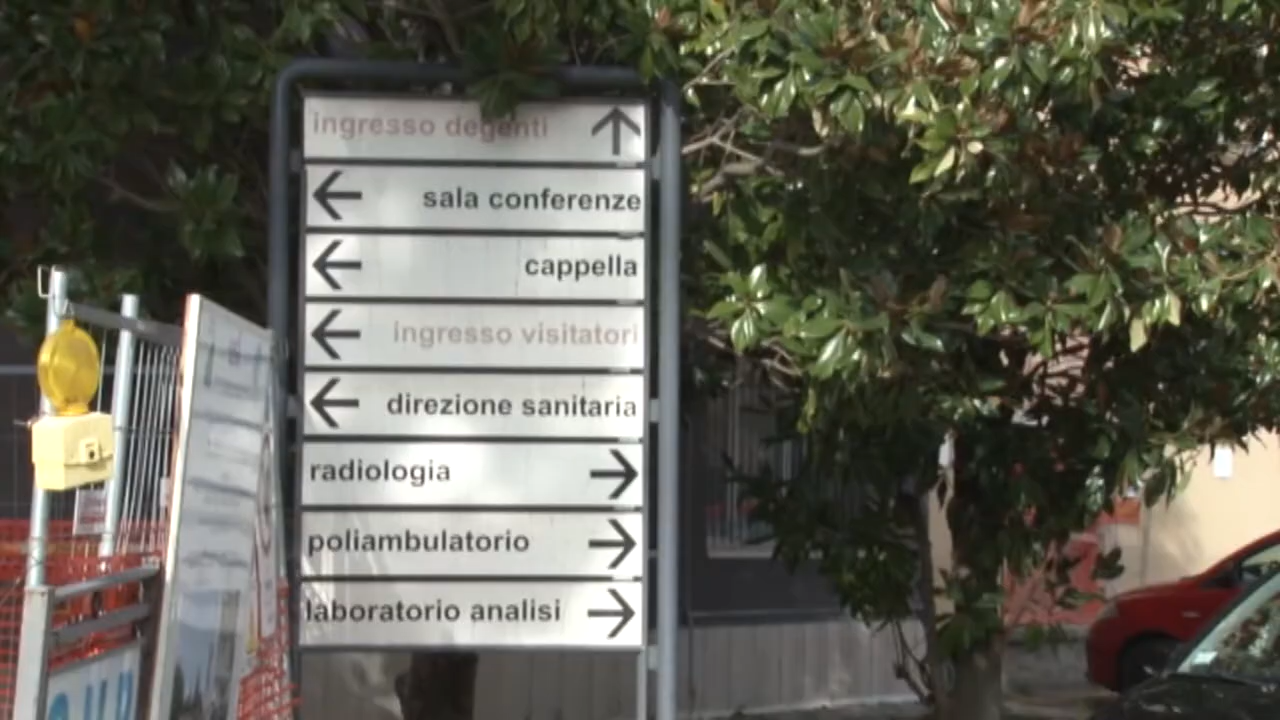 ingresso degenti
sala conferenze
cappella
ingresso visitatori
direzione sanitaria
radiologia
poliambulatorio
laboratorio analisi